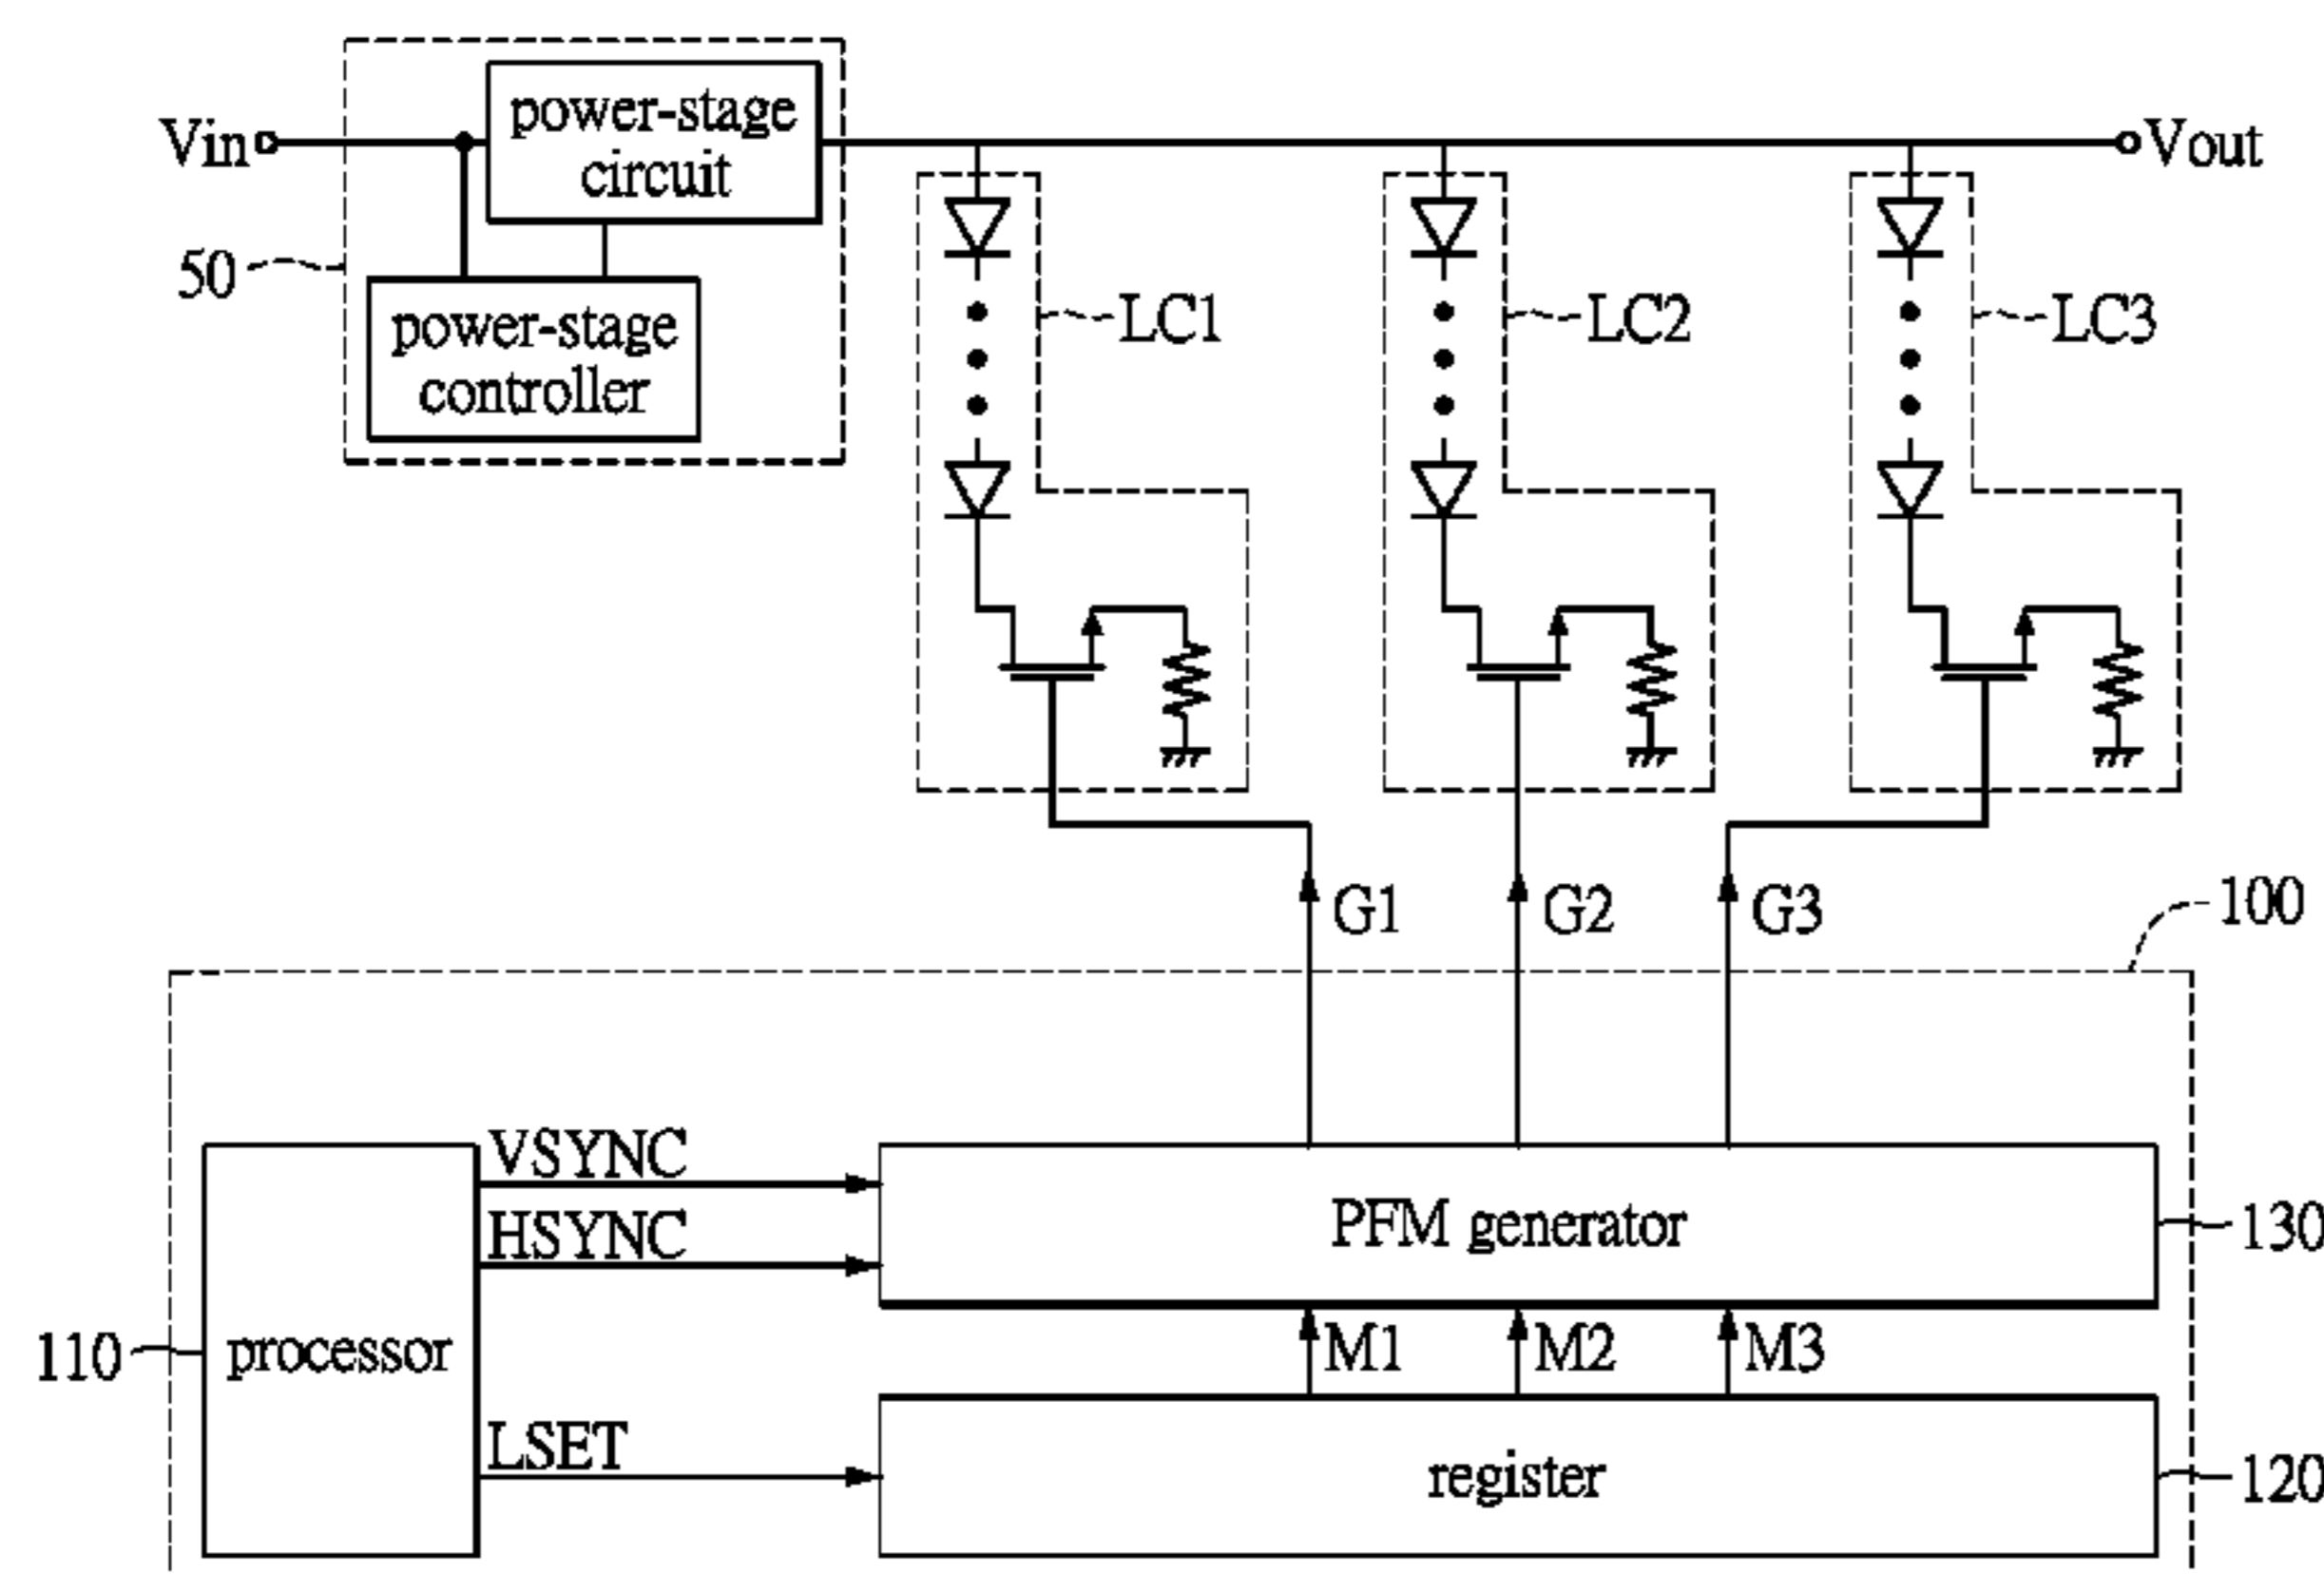 power-stage
circuit
Vin
Vout
50
power-stage
controller
LC1
LC2
LC3
G1
G2
G3
100
VSYNC
HSYNC
PFM generator
130
110
processor
M1
M2
M3
LSET
register
120